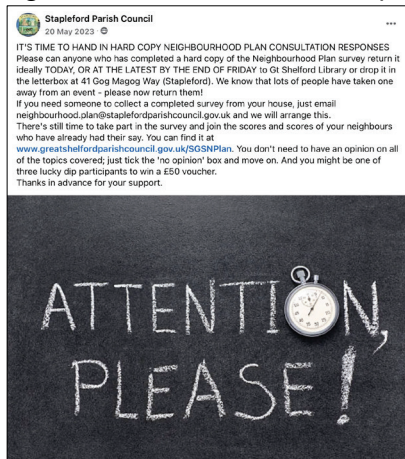 Stapleford Parish Council
20 May 2023
IT'S TIME TO HAND IN HARD COPY NEIGHBOURHOOD PLAN CONSULTATION RESPONSES
Please can anyone who has completed a hard copy of the Neighbourhood Plan survey return it
ideally TODAY, OR AT THE LATEST BY THE END OF FRIDAY to Gt Shelford Library or drop it in
the letterbox at 41 Gog Magog Way (Stapleford). We know that lots of people have taken one
away from an event - please now return them!
If you need someone to collect a completed survey from your house, just email
neighbourhood.plan@staplefordparishcouncil.gov.uk and we will arrange this.
There's still time to take part in the survey and join the scores and scores of your neighbours
who have already had their say. You can find it at
www.greatshelfordparishcouncil.gov.uk/SGSNPlan. You don't need to have an opinion on all
of the topics covered; just tick the 'no opinion' box and move on. And you might be one of
three lucky dip participants to win a £50 voucher.
Thanks in advance for your support.
ATTENTION,
PLEASE!